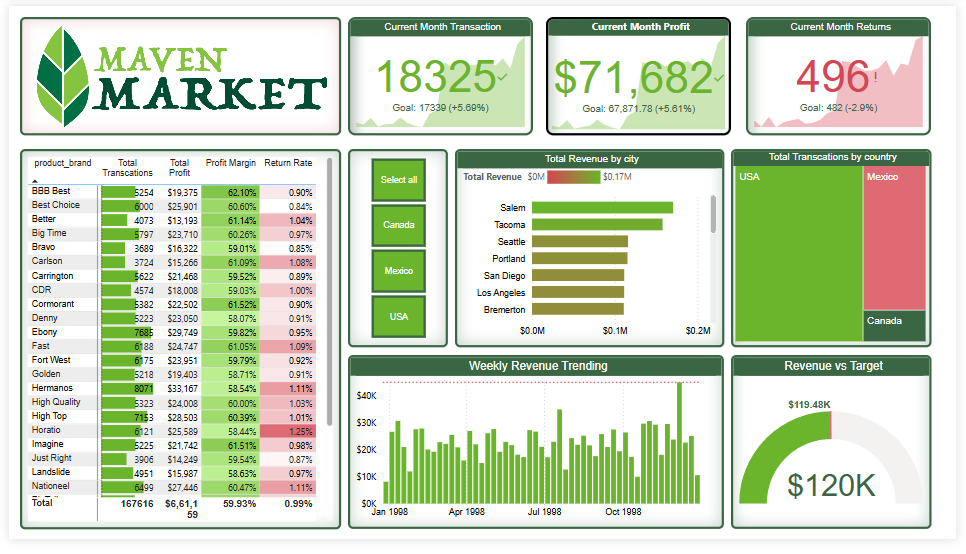 MAVEN
MARKET
Current Month Transaction
18325
Goal: 17339 (+5.69%)
Current Month Profit
$71,682
Goal: 67,871.78 (+5.61%)
Current Month Returns
496!
Goal: 482 (-2.9%)
product_brand Total Transcations Total Profit Profit Margin Return Rate
BBB Best 5254 $19,375 62.10% 0.90%
Best Choice 6000 $25,901 60.60% 0.84%
Better 4073 $13,193 61.14% 1.04%
Big Time 5797 $23,710 60.26% 0.97%
Bravo 3689 $16,322 59.01% 0.85%
Carlson 3724 $15,266 61.09% 1.08%
Carrington 5622 $21,468 59.52% 0.89%
CDR 4574 $18,008 59.03% 1.00%
Cormorant 5382 $22,502 61.52% 0.90%
Denny 5223 $23,050 58.07% 0.91%
Ebony 7685 $29,749 59.82% 0.95%
Fast 6188 $24,747 61.05% 1.09%
Fort West 6175 $23,951 59.79% 0.92%
Golden 5218 $19,403 58.71% 0.91%
Hermanos 8071 $33,167 58.54% 1.11%
High Quality 5323 $24,008 60.00% 1.03%
High Top 7153 $28,503 60.39% 1.01%
Horatio 6121 $25,589 58.44% 1.25%
Imagine 5225 $21,742 61.51% 0.98%
Just Right 3906 $14,249 59.54% 0.87%
Landslide 4951 $15,987 58.63% 0.97%
Nationeel 6499 $27,446 60.47% 1.11%
Total 167616 $6,61,1 59.93% 0.99%
59
Select all
Canada
Mexico
USA
Total Revenue by city
Total Revenue $0M $0.17M
Salem
Tacoma
Seattle
Portland
San Diego
Los Angeles
Bremerton
$0.0M $0.1M $0.2M
Total Transcations by country
USA
Mexico
Canada
Weekly Revenue Trending
$40K
$30K
$20K
$10K
$0K
Jan 1998 Apr 1998 Jul 1998 Oct 1998
Revenue vs Target
$119.48K
$120K